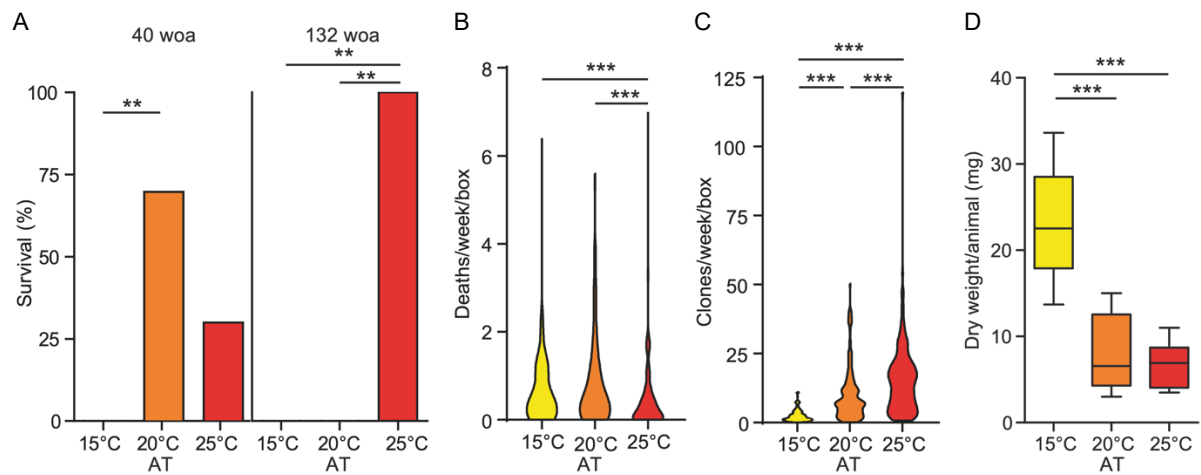 A
40 woa
132 woa
**
**
**
Survival (%)
100
75
50
25
0
15°C 20°C 25°C 15°C 20°C 25°C
AT
AT
B
***
***
Deaths/week/box
8
6
4
2
0
15°C 20°C 25°C
AT
C
***
*** ***
Clones/week/box
125
100
75
50
25
0
15°C 20°C 25°C
AT
D
***
***
Dry weight/animal (mg)
40
30
20
10
0
15°C 20°C 25°C
AT